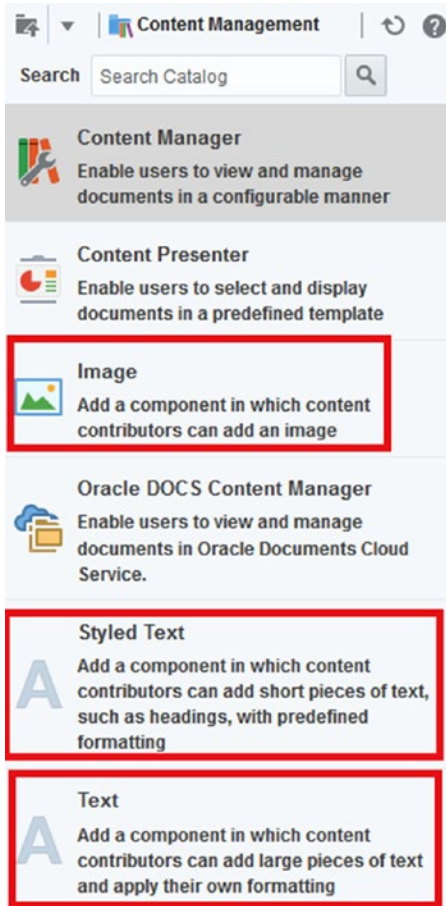 Content Management
Search Search Catalog
Content Manager
Enable users to view and manage
documents in a configurable manner
Content Presenter
Enable users to select and display
documents in a predefined template
Image
Add a component in which content
contributors can add an image
Oracle DOCS Content Manager
Enable users to view and manage
documents in Oracle Documents Cloud
Service.
Styled Text
Add a component in which content
contributors can add short pieces of text,
such as headings, with predefined
formatting
Text
Add a component in which content
contributors can add large pieces of text
and apply their own formatting